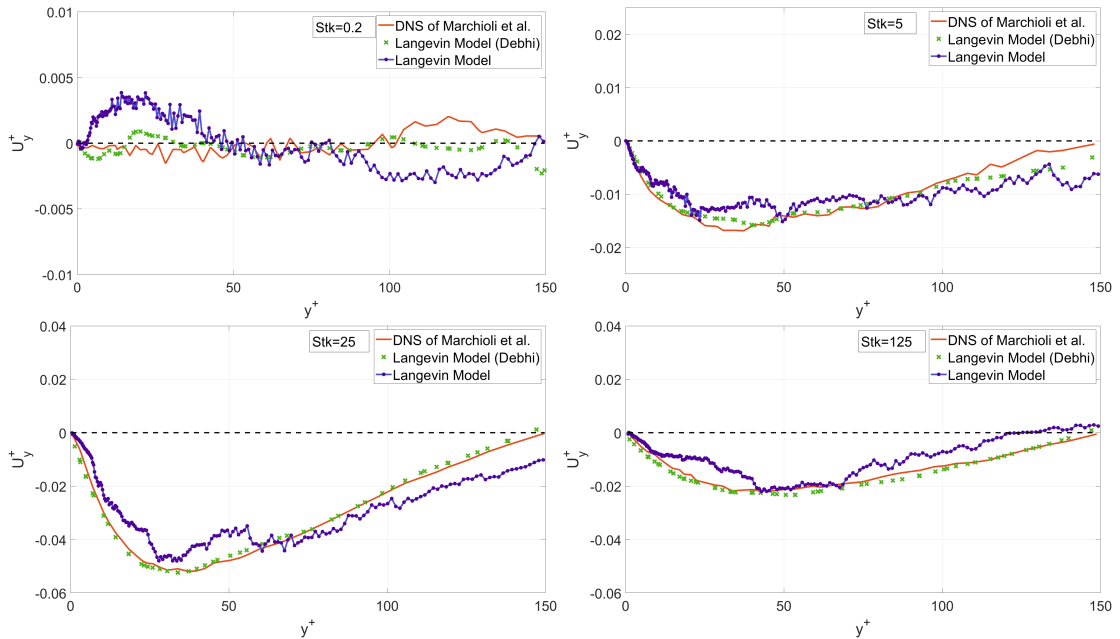 0.01
0.005
0
-0.005
-0.01
U_y^+
Stk=0.2
DNS of Marchioli et al.
Langevin Model (Debhi)
Langevin Model
0
50
100
150
y^+
0.02
0.01
0
-0.01
-0.02
U_y^+
Stk=5
DNS of Marchioli et al.
Langevin Model (Debhi)
Langevin Model
0
50
100
150
y^+
0.04
0.02
0
-0.02
-0.04
-0.06
U_y^+
Stk=25
DNS of Marchioli et al.
Langevin Model (Debhi)
Langevin Model
0
50
100
150
y^+
0.04
0.02
0
-0.02
-0.04
-0.06
U_y^+
Stk=125
DNS of Marchioli et al.
Langevin Model (Debhi)
Langevin Model
0
50
100
150
y^+